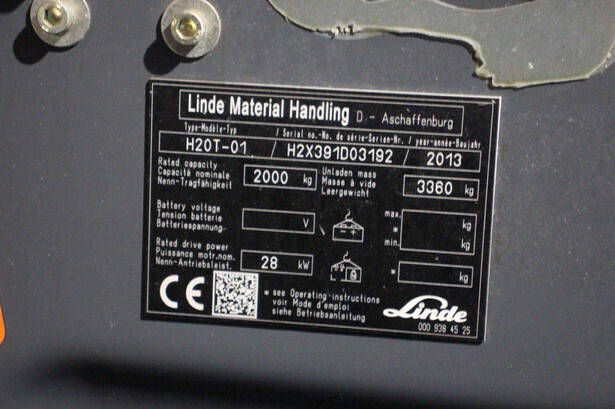 Linde Material Handling D - Aschaffenburg
Type-Modèle-Typ / Serial no.-No. de série-Serien-Nr. / year-année-Baujahr
H20T-01 / H2X391D03192 / 2013
Rated capacity
Capacité nominale
Nenn-Tragfähigkeit
2000 kg
Unladen mass
Masse à vide
Leergewicht
3360 kg
Battery voltage
Tension batterie
Batteriespannung
V
max.
*
min.
kg
kg
Rated drive power
Puissance motr.nom.
Nenn-Antriebsleist.
28 kW
* kg
CE
* see Operating-instructions
voir Mode d'emploi
siehe Betriebsanleitung
Linde
000 938 45 25